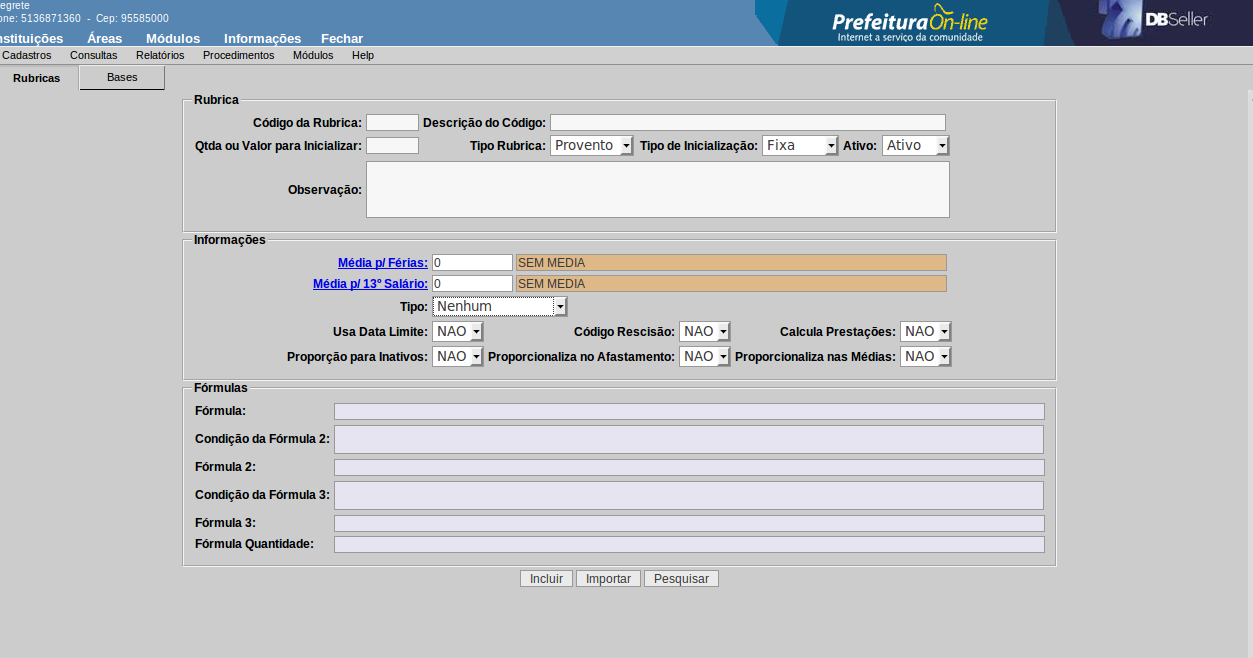 egrete
one: 5136871360 - Cep: 95585000
Prefeitura On-line
Internet a serviço da comunidade
DBSeller
nstituições Áreas Módulos Informações Fechar
Cadastros Consultas Relatórios Procedimentos Módulos Help
Rubricas Bases
Rubrica
Código da Rubrica: Descrição do Código:
Qtda ou Valor para Inicializar: Tipo Rubrica: Provento Tipo de Inicialização: Fixa Ativo: Ativo
Observação:
Informações
Média p/ Férias: 0 SEM MEDIA
Média p/ 13º Salário: 0 SEM MEDIA
Tipo: Nenhum
Usa Data Limite: NAO Código Rescisão: NAO Calcula Prestações: NAO
Proporção para Inativos: NAO Proporcionaliza no Afastamento: NAO Proporcionaliza nas Médias: NAO
Fórmulas
Fórmula:
Condição da Fórmula 2:
Fórmula 2:
Condição da Fórmula 3:
Fórmula 3:
Fórmula Quantidade:
Incluir Importar Pesquisar